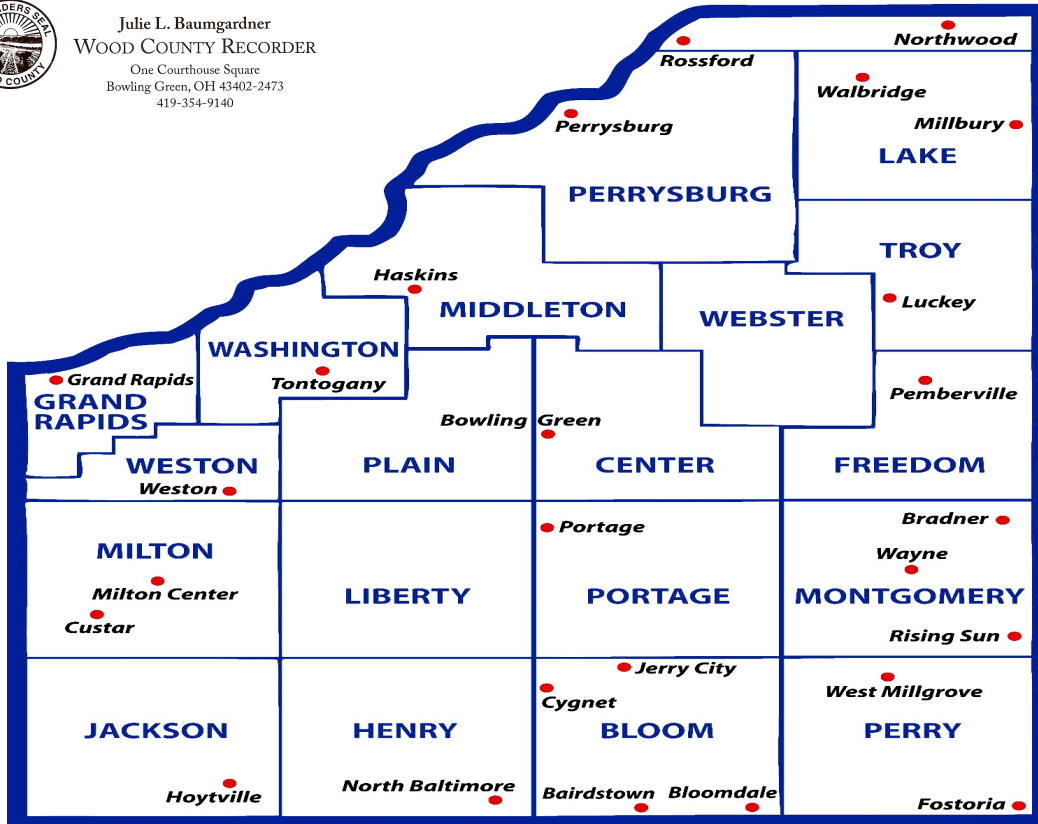 Julie L. Baumgardner
WOOD COUNTY RECORDER
One Courthouse Square
Bowling Green, OH 43402-2473
419-354-9140
SEAL
COUNTY
Northwood
Rossford
Walbridge
Perrysburg
Millbury
LAKE
PERRYSBURG
TROY
Haskins
Luckey
MIDDLETON
WEBSTER
WASHINGTON
Grand Rapids
Tontogany
Pemberville
GRAND
RAPIDS
Bowling Green
WESTON
PLAIN
CENTER
FREEDOM
Weston
Bradner
Portage
MILTON
Wayne
Milton Center
LIBERTY
PORTAGE
MONTGOMERY
Custar
Rising Sun
Jerry City
West Millgrove
Cygnet
JACKSON
HENRY
BLOOM
PERRY
North Baltimore
Bairdstown
Bloomdale
Hoytville
Fostoria